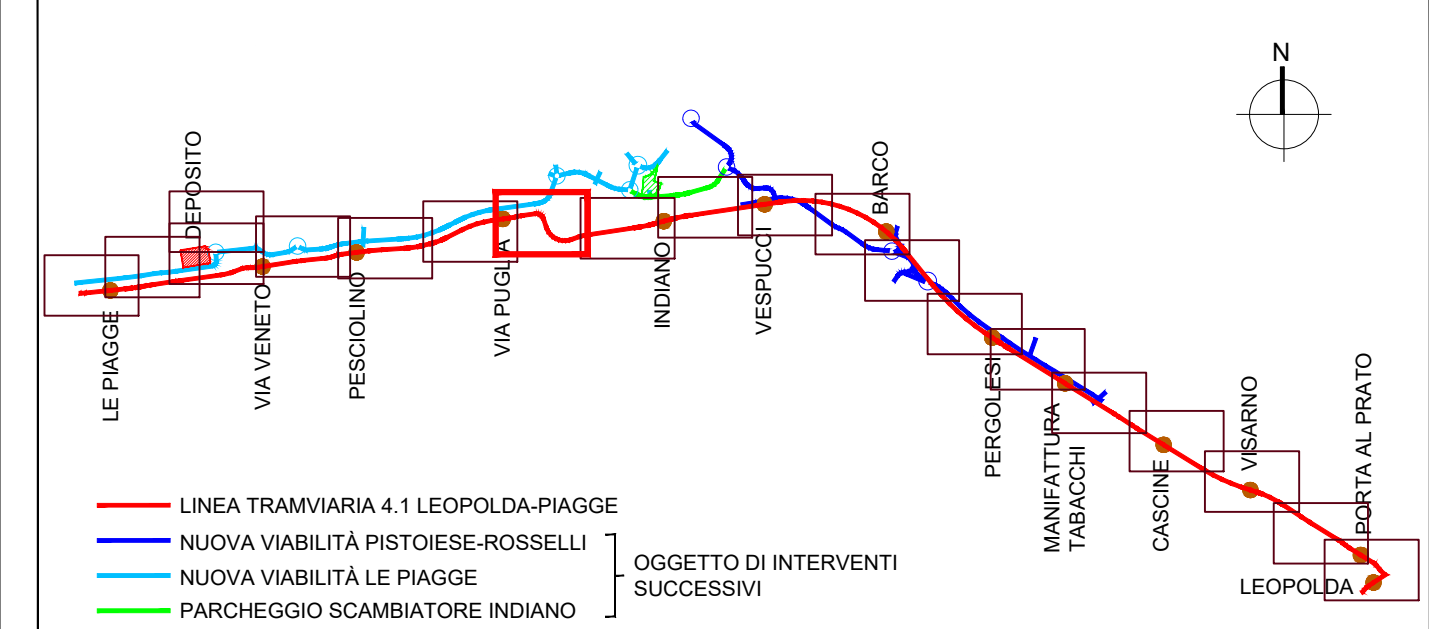 N
DEPOSITO
BARCO
LE PIAGGE
VIA VENETO
PESCIOLINO
VIA PUGLIA
INDIANO
VESPUCCI
PERGOLESI
MANIFATTURA
TABACCHI
CASCINE
VISARNO
PORTA AL PRATO
LEOPOLDA
LINEA TRAMVIARIA 4.1 LEOPOLDA-PIAGGE
NUOVA VIABILITÀ PISTOIESE-ROSSELLI
NUOVA VIABILITÀ LE PIAGGE
PARCHEGGIO SCAMBIATORE INDIANO
OGGETTO DI INTERVENTI
SUCCESSIVI